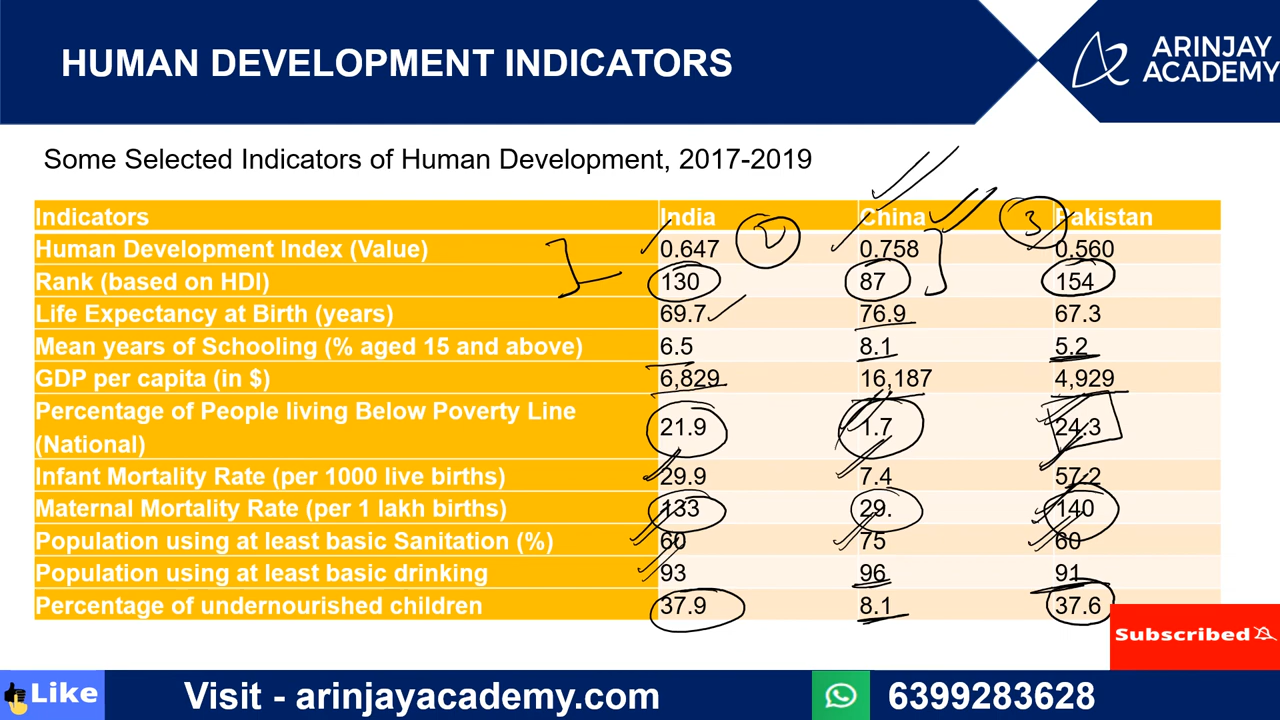 HUMAN DEVELOPMENT INDICATORS
ARINJAY
ACADEMY
Some Selected Indicators of Human Development, 2017-2019
Indicators India China Pakistan
2 3
Human Development Index (Value) 0.647 0.758 0.560
Rank (based on HDI) 130 87 154
Life Expectancy at Birth (years) 69.7 76.9 67.3
Mean years of Schooling (% aged 15 and above) 6.5 8.1 5.2
GDP per capita (in $) 6,829 16,187 4,929
Percentage of People living Below Poverty Line
(National) 21.9 1.7 24.3
Infant Mortality Rate (per 1000 live births) 29.9 7.4 57.2
Maternal Mortality Rate (per 1 lakh births) 133 29. 140
Population using at least basic Sanitation (%) 60 75 60
Population using at least basic drinking 93 96 91
Percentage of undernourished children 37.9 8.1 37.6
Subscribed
Like
Visit - arinjayacademy.com
6399283628